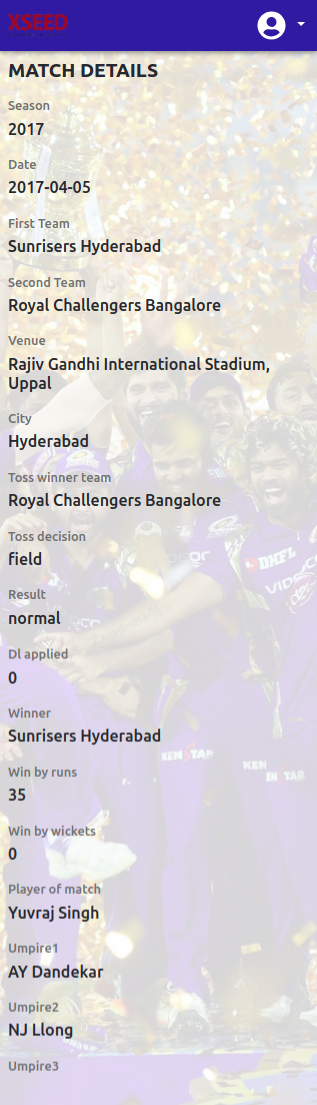 XSEED
MATCH DETAILS
Season
2017
Date
2017-04-05
First Team
Sunrisers Hyderabad
Second Team
Royal Challengers Bangalore
Venue
Rajiv Gandhi International Stadium,
Uppal
City
Hyderabad
Toss winner team
Royal Challengers Bangalore
Toss decision
field
Result
normal
Dl applied
0
Winner
Sunrisers Hyderabad
Win by runs
35
Win by wickets
0
Player of match
Yuvraj Singh
Umpire1
AY Dandekar
Umpire2
NJ Llong
Umpire3
DHFL